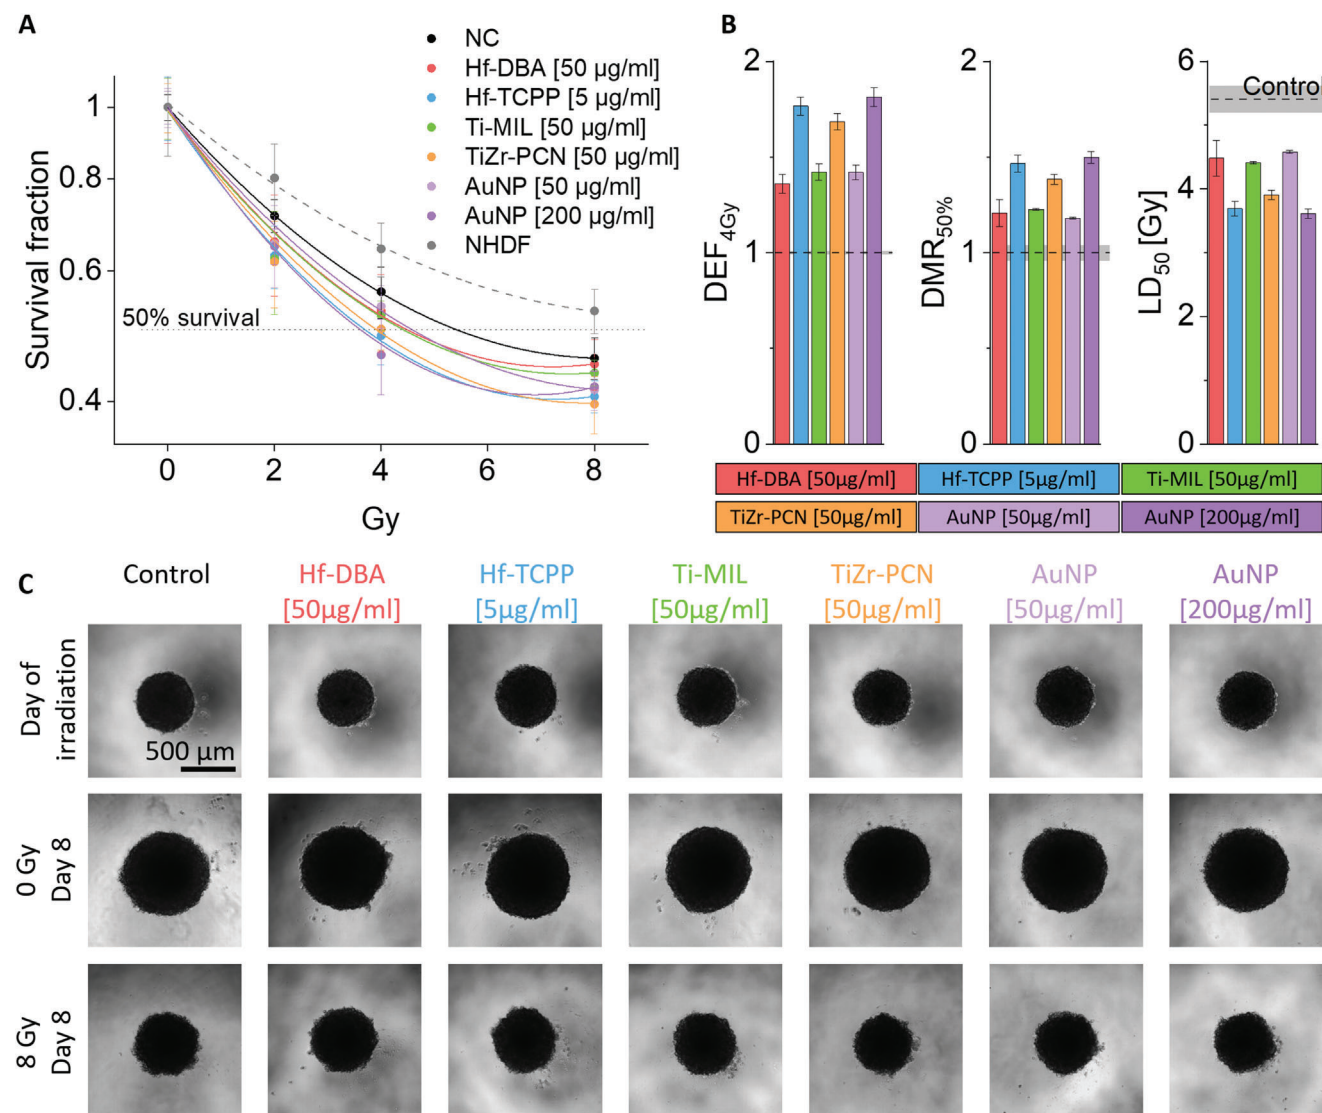 A
NC
Hf-DBA [50 µg/ml]
Hf-TCPP [5 µg/ml]
Ti-MIL [50 µg/ml]
TiZr-PCN [50 µg/ml]
AuNP [50 µg/ml]
AuNP [200 µg/ml]
NHDF
Survival fraction
1
0.8
0.6
0.4
50% survival
0 2 4 6 8
Gy
B
DEF4Gy
2
1
0
DMR50%
2
1
0
LD50 [Gy]
6
4
2
0
Control
Hf-DBA [50µg/ml] Hf-TCPP [5µg/ml] Ti-MIL [50µg/ml]
TiZr-PCN [50µg/ml] AuNP [50µg/ml] AuNP [200µg/ml]
C
Control Hf-DBA Hf-TCPP Ti-MIL TiZr-PCN AuNP AuNP
[50µg/ml] [5µg/ml] [50µg/ml] [50µg/ml] [50µg/ml] [200µg/ml]
Day of
irradiation
500 µm
0 Gy
Day 8
8 Gy
Day 8